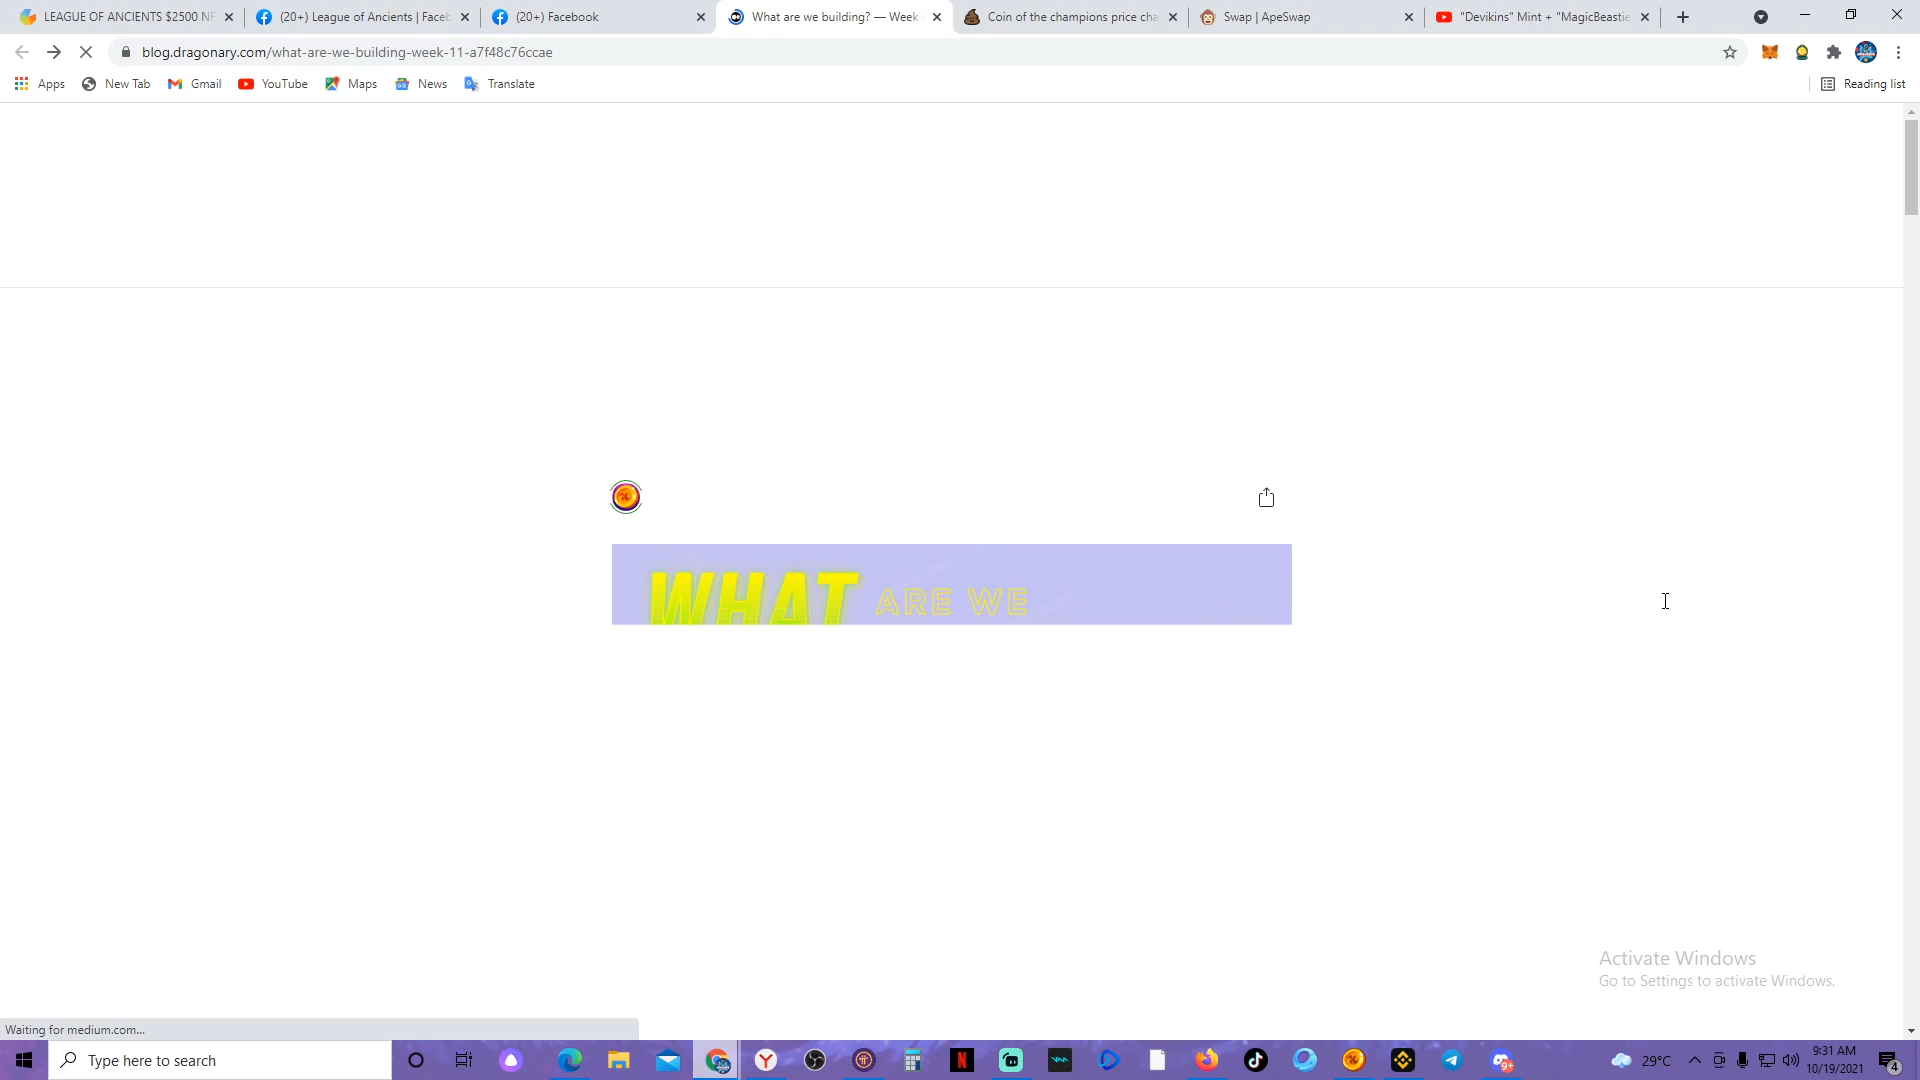 LEAGUE OF ANCIENTS $2500 NF
(20+) League of Ancients | Faceb
(20+) Facebook
What are we building? — Week
Coin of the champions price cha
Swap | ApeSwap
"Devikins" Mint + "MagicBeastie
blog.dragonary.com/what-are-we-building-week-11-a7f48c76ccae
Apps
New Tab
Gmail
YouTube
Maps
News
Translate
Reading list
WHAT ARE WE
Activate Windows
Go to Settings to activate Windows.
Waiting for medium.com...
Type here to search
9+
29°C
9:31 AM
10/19/2021
4